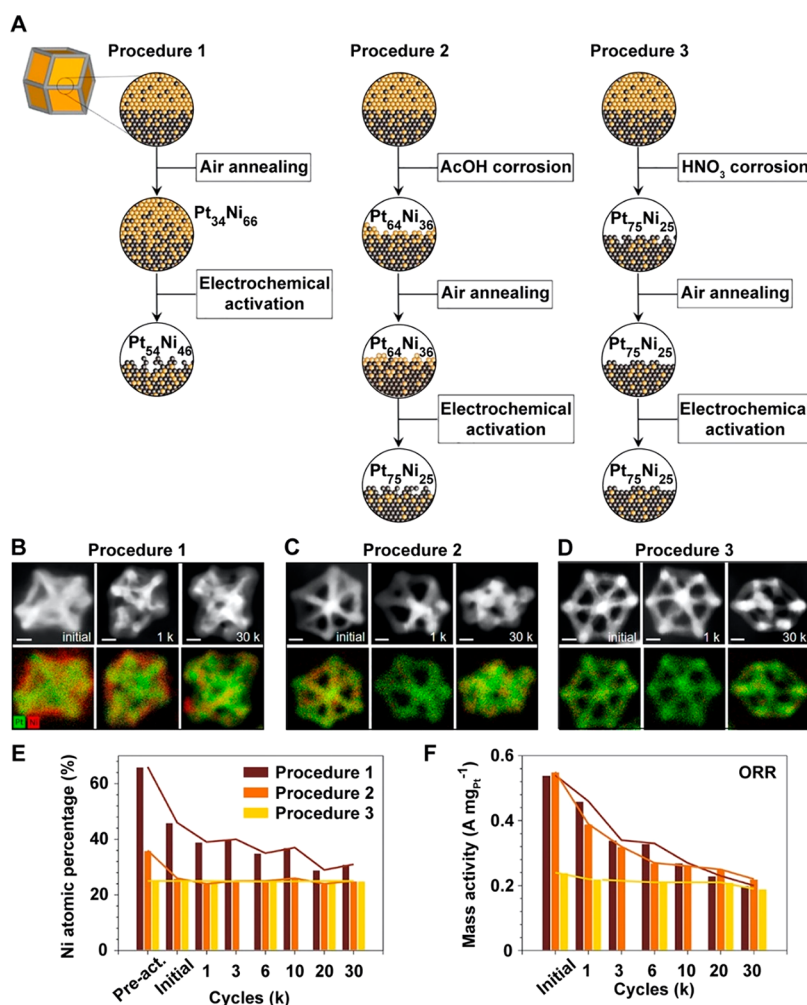 A
Procedure 1
Procedure 2
Procedure 3
Air annealing
AcOH corrosion
HNO₃ corrosion
Pt₃₄Ni₆₆
Pt₆₄Ni₃₆
Pt₇₅Ni₂₅
Electrochemical
activation
Air annealing
Air annealing
Pt₅₄Ni₄₆
Pt₆₄Ni₃₆
Pt₇₅Ni₂₅
Electrochemical
activation
Electrochemical
activation
Pt₇₅Ni₂₅
Pt₇₅Ni₂₅
B
Procedure 1
C
Procedure 2
D
Procedure 3
initial
1 k
30 k
initial
1 k
30 k
initial
1 k
30 k
Pt
Ni
E
Ni atomic percentage (%)
60
40
20
0
Procedure 1
Procedure 2
Procedure 3
Pre-act.
Initial
1
3
6
10
20
30
Cycles (k)
F
ORR
Mass activity (A mg_Pt⁻¹)
0.6
0.4
0.2
0
Initial
1
3
6
10
20
30
Cycles (k)